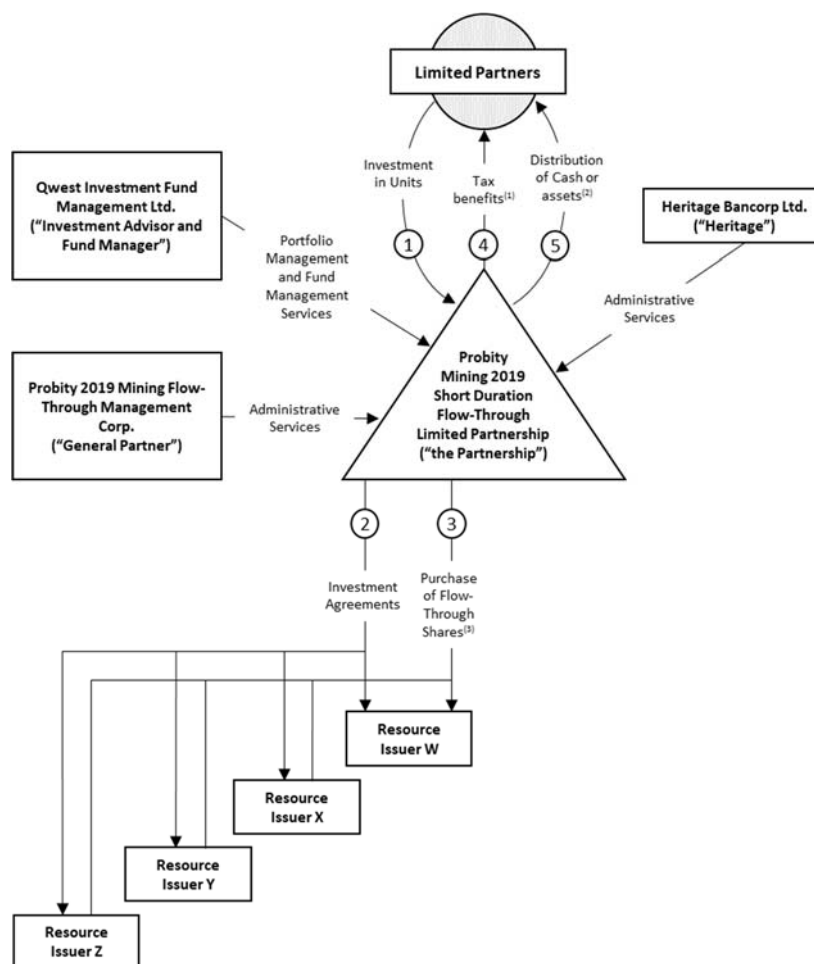 Limited Partners
Investment
in Units
Tax
benefits(1)
Distribution
of Cash or
assets(2)
Qwest Investment Fund
Management Ltd.
(“Investment Advisor and
Fund Manager”)
Heritage Bancorp Ltd.
(“Heritage”)
1
4
5
Portfolio
Management
and Fund
Management
Services
Administrative
Services
Probity 2019 Mining Flow-
Through Management
Corp.
(“General Partner”)
Administrative
Services
Probity
Mining 2019
Short Duration
Flow-Through
Limited Partnership
(“the Partnership”)
2
3
Investment
Agreements
Purchase
of Flow-
Through
Shares(3)
Resource
Issuer W
Resource
Issuer X
Resource
Issuer Y
Resource
Issuer Z